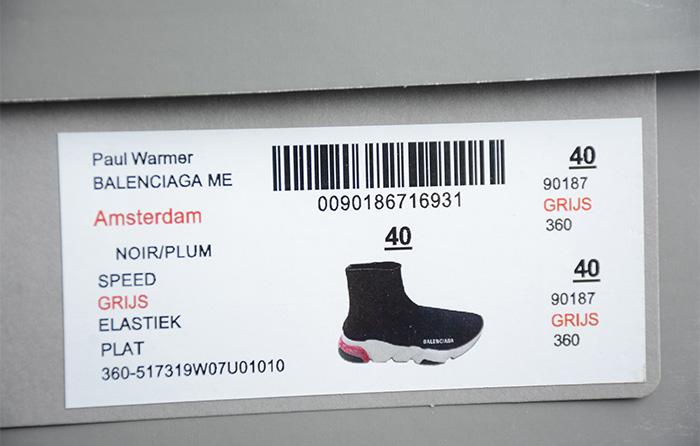 Paul Warmer
BALENCIAGA ME
Amsterdam
NOIR/PLUM
SPEED
GRIJS
ELASTIEK
PLAT
360-517319W07U01010
0090186716931
40
BALENCIAGA
40
90187
GRIJS
360
40
90187
GRIJS
360